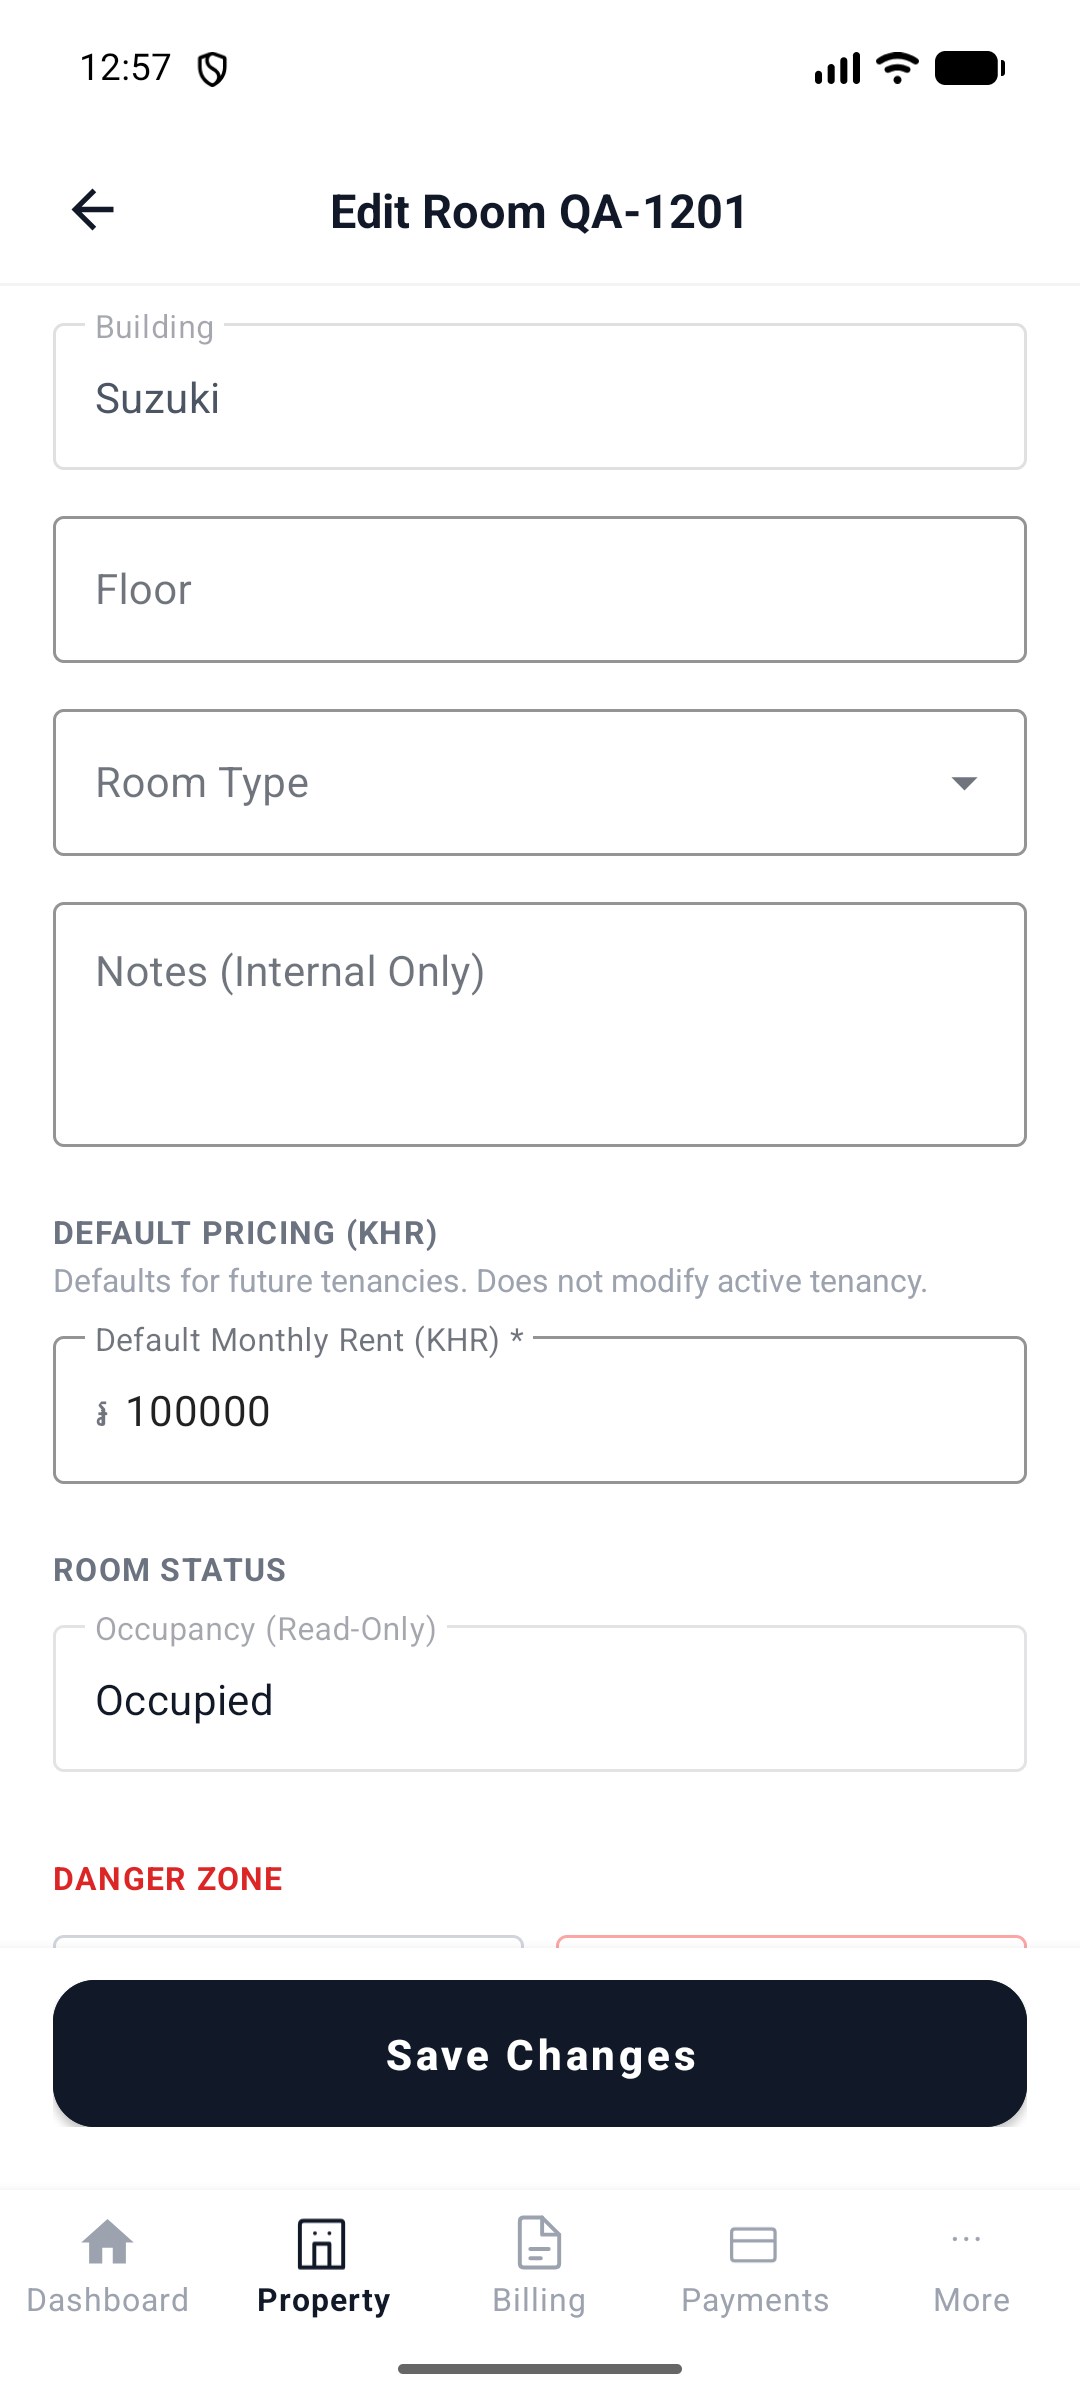 12:57
Edit Room QA-1201
Building
Suzuki
Floor
Room Type
Notes (Internal Only)
DEFAULT PRICING (KHR)
Defaults for future tenancies. Does not modify active tenancy.
Default Monthly Rent (KHR) *
៛ 100000
ROOM STATUS
Occupancy (Read-Only)
Occupied
DANGER ZONE
Save Changes
Dashboard
Property
Billing
Payments
More